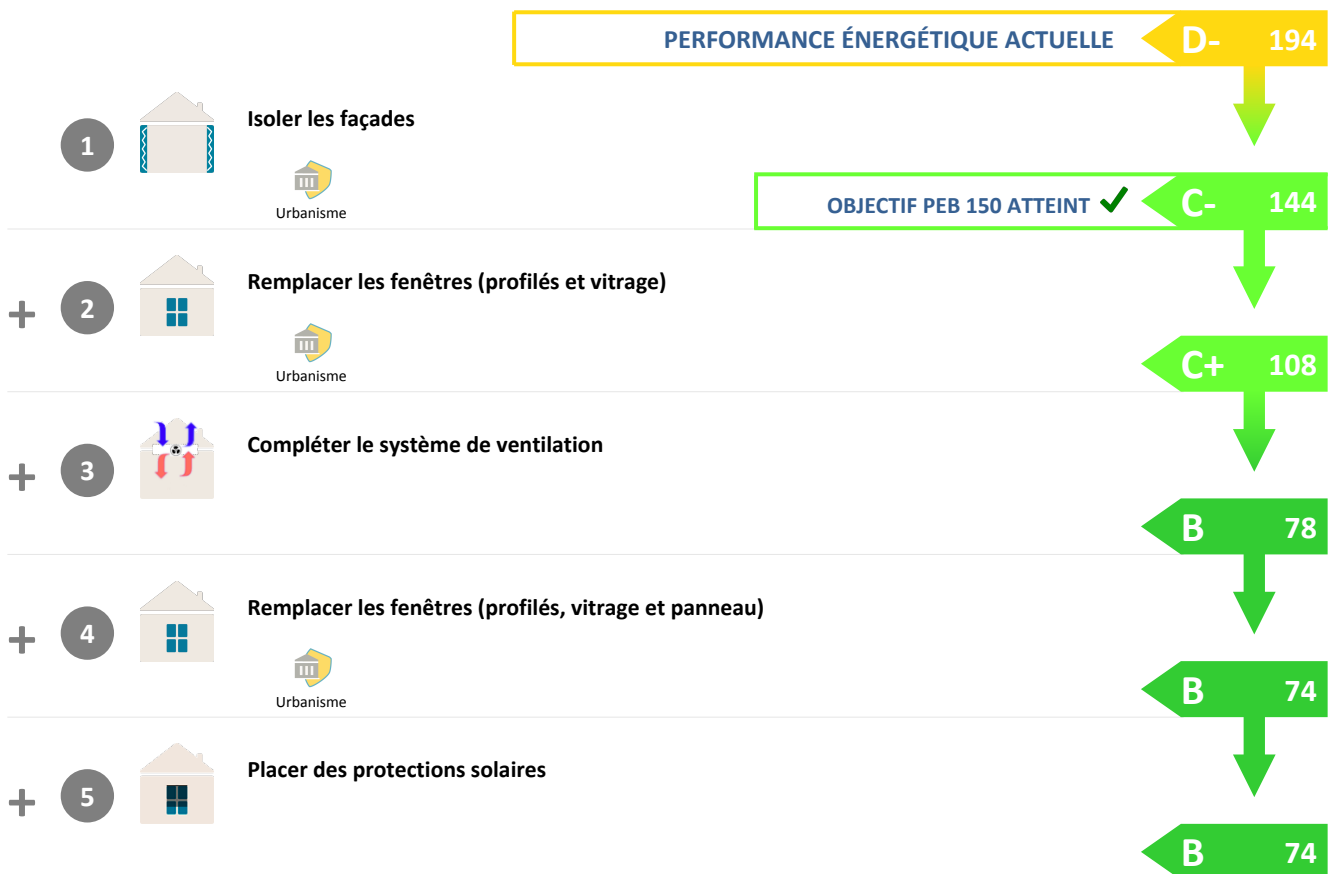 PERFORMANCE ÉNERGÉTIQUE ACTUELLE D- 194
1 Isoler les façades
Urbanisme
OBJECTIF PEB 150 ATTEINT ✓ C- 144
+ 2 Remplacer les fenêtres (profilés et vitrage)
Urbanisme
C+ 108
+ 3 Compléter le système de ventilation
B 78
+ 4 Remplacer les fenêtres (profilés, vitrage et panneau)
Urbanisme
B 74
+ 5 Placer des protections solaires
B 74